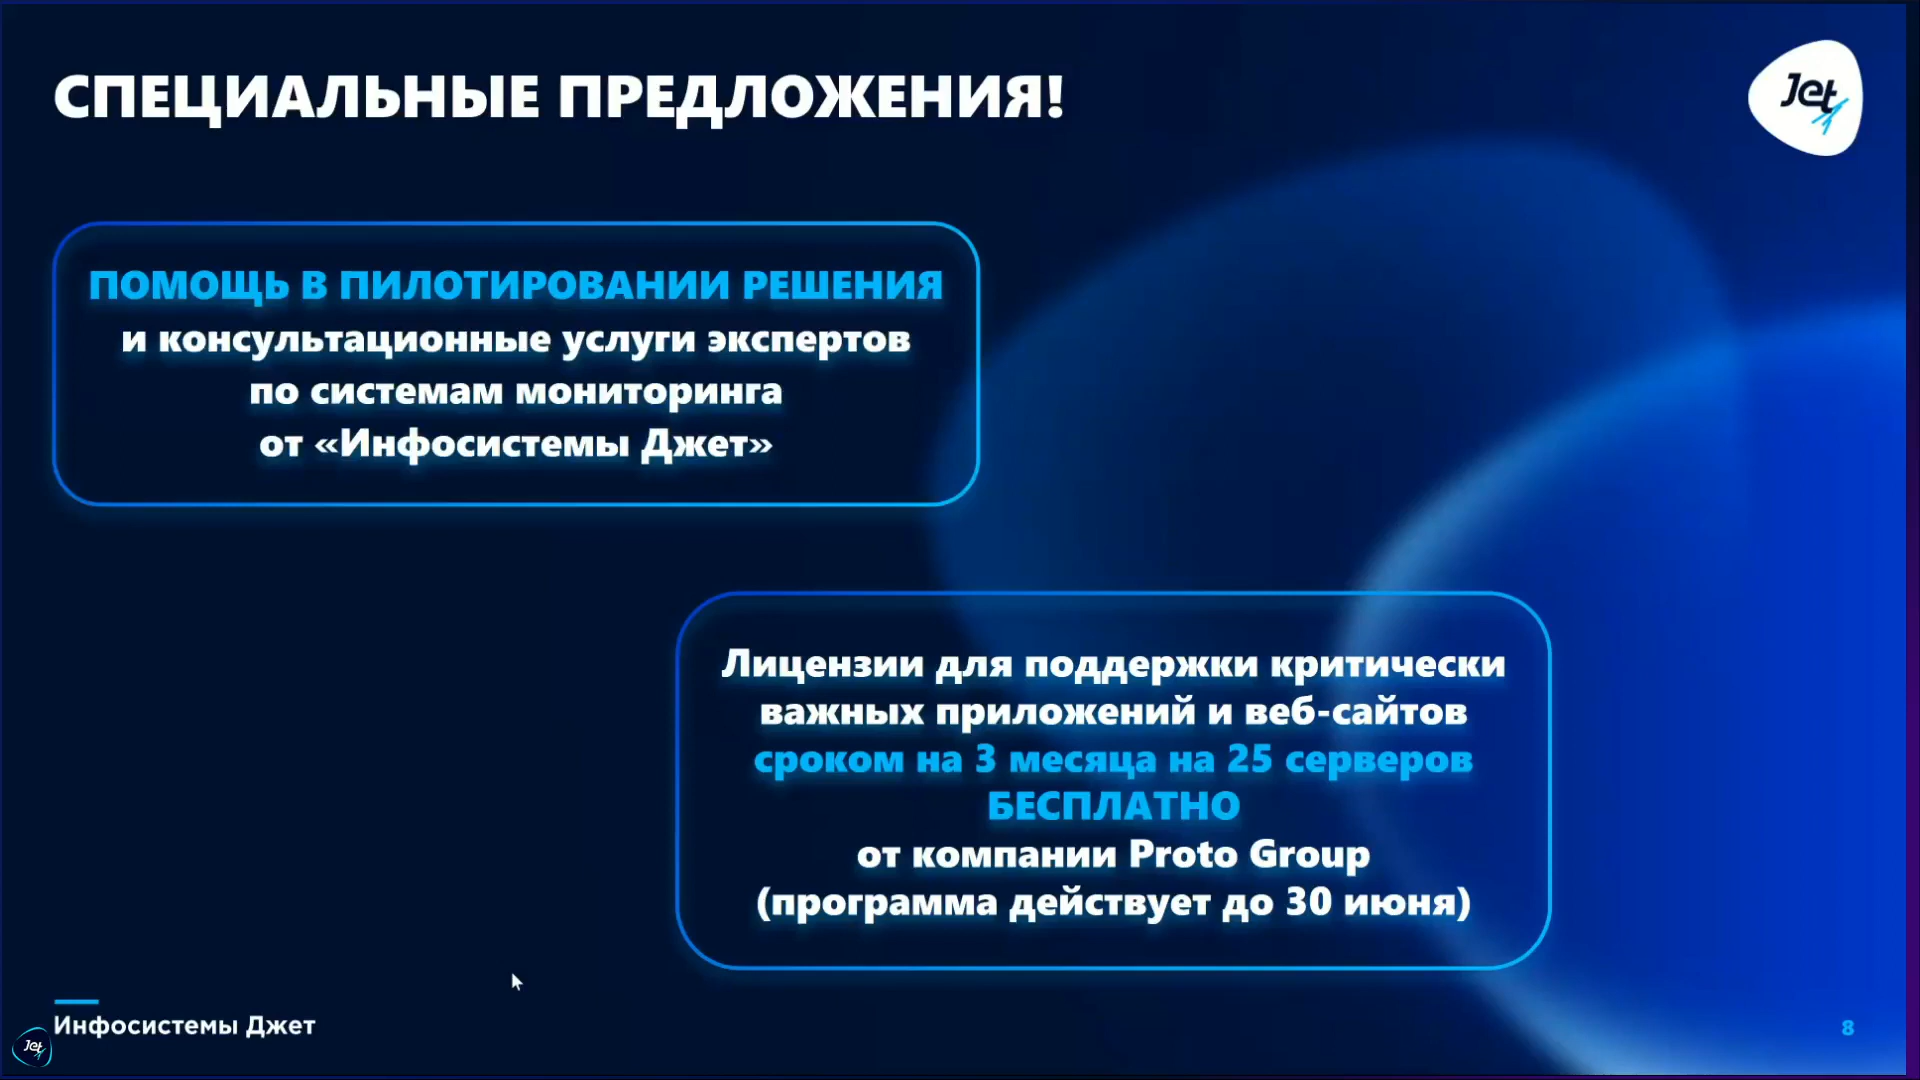 СПЕЦИАЛЬНЫЕ ПРЕДЛОЖЕНИЯ!
Jet
ПОМОЩЬ В ПИЛОТИРОВАНИИ РЕШЕНИЯ
и консультационные услуги экспертов
по системам мониторинга
от «Инфосистемы Джет»
Лицензии для поддержки критически
важных приложений и веб-сайтов
сроком на 3 месяца на 25 серверов
БЕСПЛАТНО
от компании Proto Group
(программа действует до 30 июня)
Инфосистемы Джет
Jet
8